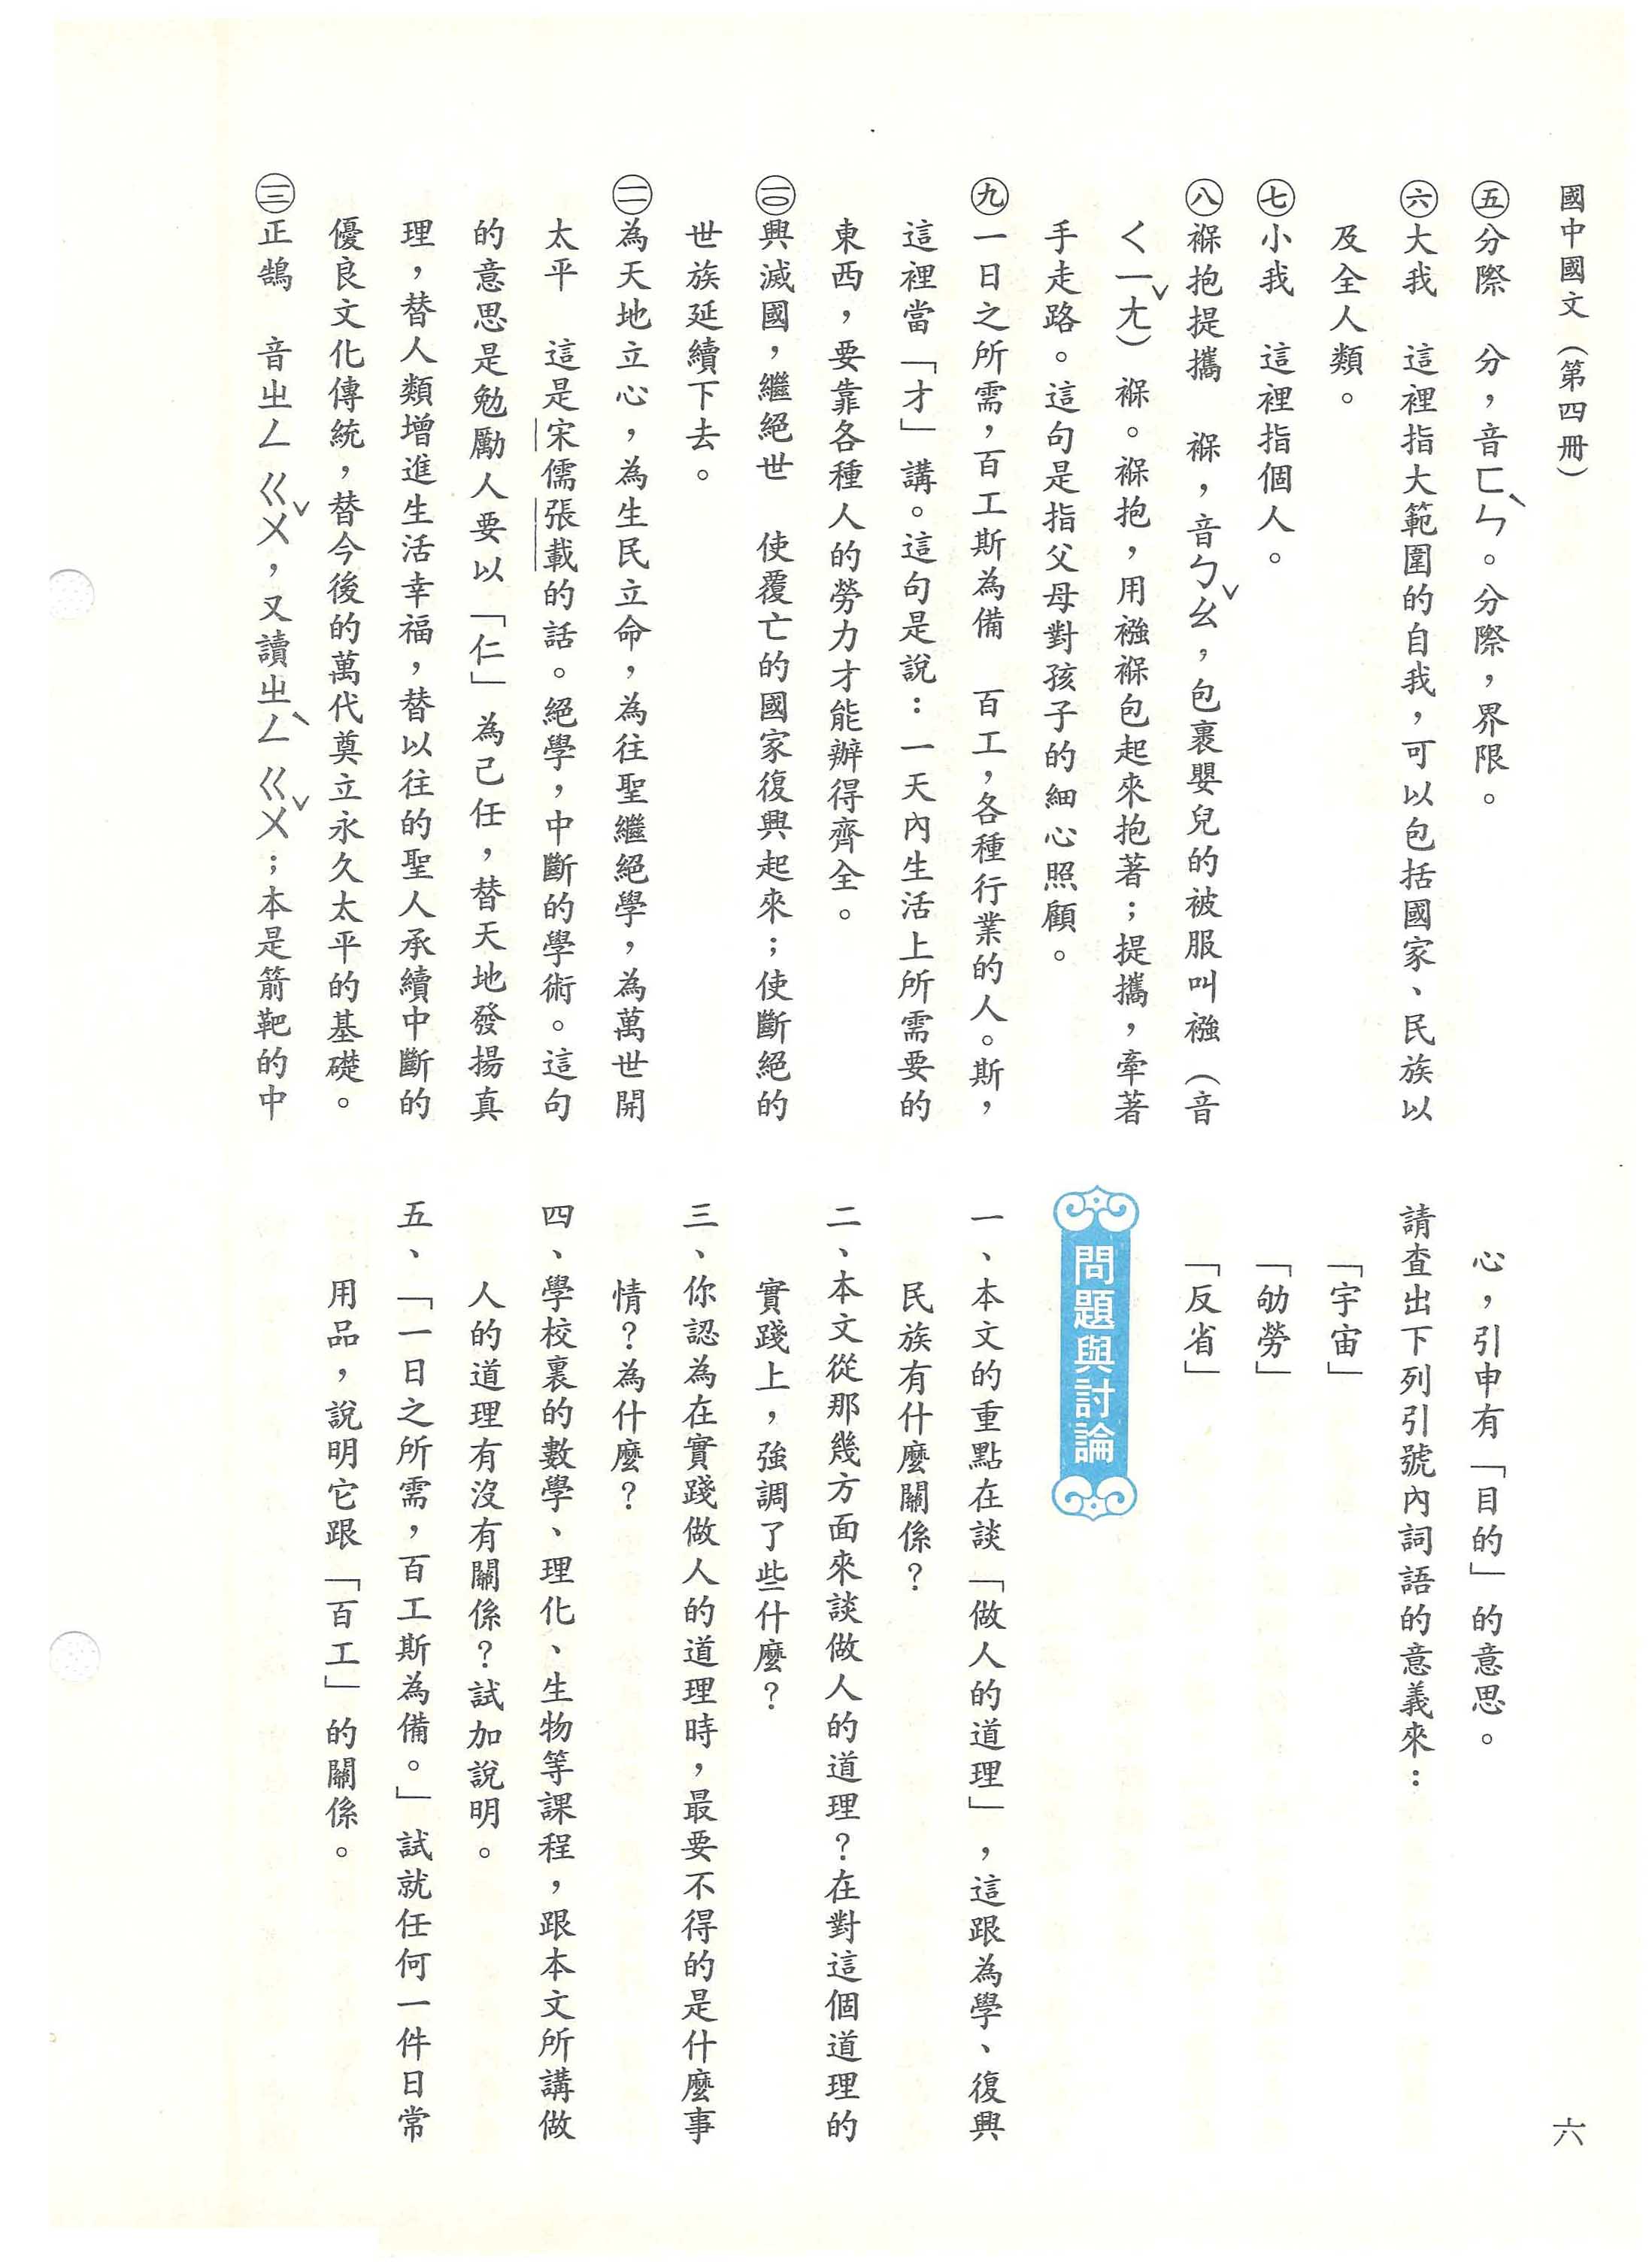 國中國文（第四冊）
㊄分際　分，音ㄈㄣˋ。分際，界限。
㊅大我　這裡指大範圍的自我，可以包括國家、民族以
及全人類。
㊆小我　這裡指個人。
㊇褓抱提攜　褓，音ㄅㄠˇ，包裹嬰兒的被服叫襁（音
ㄑㄧㄤˇ）褓。褓抱，用襁褓包起來抱著；提攜，牽著
手走路。這句是指父母對孩子的細心照顧。
㊈一日之所需，百工斯為備　百工，各種行業的人。斯，
這裡當「才」講。這句是說：一天內生活上所需要的
東西，要靠各種人的勞力才能辦得齊全。
(一〇)興滅國，繼絕世　使覆亡的國家復興起來；使斷絕的
世族延續下去。
(一一)為天地立心，為生民立命，為往聖繼絕學，為萬世開
太平　這是宋儒張載的話。絕學，中斷的學術。這句
的意思是勉勵人要以「仁」為己任，替天地發揚真
理，替人類增進生活幸福，替以往的聖人承續中斷的
優良文化傳統，替今後的萬代奠立永久太平的基礎。
(一二)正鵠　音ㄓㄥ ㄍㄨˇ，又讀ㄓㄥˋ ㄍㄨˇ；本是箭靶的中
心，引申有「目的」的意思。
請查出下列引號內詞語的意義來：
「宇宙」
「劬勞」
「反省」
問題與討論
一、本文的重點在談「做人的道理」，這跟為學、復興
民族有什麼關係？
二、本文從那幾方面來談做人的道理？在對這個道理的
實踐上，強調了些什麼？
三、你認為在實踐做人的道理時，最要不得的是什麼事
情？為什麼？
四、學校裏的數學、理化、生物等課程，跟本文所講做
人的道理有沒有關係？試加說明。
五、「一日之所需，百工斯為備。」試就任何一件日常
用品，說明它跟「百工」的關係。
六